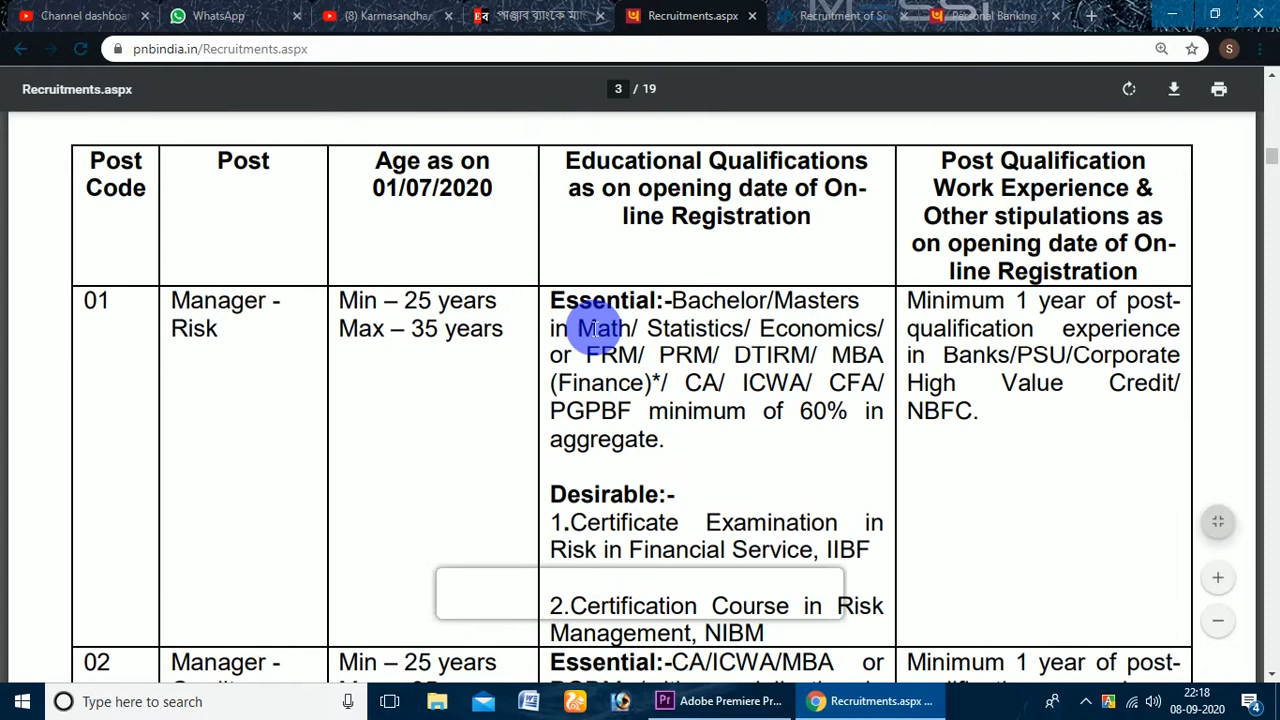 Channel dashboard
WhatsApp
(8) Karmasandhan
পাঞ্জাব ব্যাংকে ম্যা
Recruitments.aspx
Recruitment of Sp
Personal Banking
pnbindia.in/Recruitments.aspx
S
Recruitments.aspx
3 / 19
Post Code
Post
Age as on
01/07/2020
Educational Qualifications
as on opening date of On-
line Registration
Post Qualification
Work Experience &
Other stipulations as
on opening date of On-
line Registration
01
Manager -
Risk
Min – 25 years
Max – 35 years
Essential:-Bachelor/Masters
in Math/ Statistics/ Economics/
or FRM/ PRM/ DTIRM/ MBA
(Finance)*/ CA/ ICWA/ CFA/
PGPBF minimum of 60% in
aggregate.
Desirable:-
1.Certificate Examination in
Risk in Financial Service, IIBF
2.Certification Course in Risk
Management, NIBM
Minimum 1 year of post-
qualification experience
in Banks/PSU/Corporate
High Value Credit/
NBFC.
02
Manager -
Min – 25 years
Essential:-CA/ICWA/MBA or
Minimum 1 year of post-
Type here to search
Adobe Premiere Pr...
Recruitments.aspx ...
22:18
08-09-2020
4